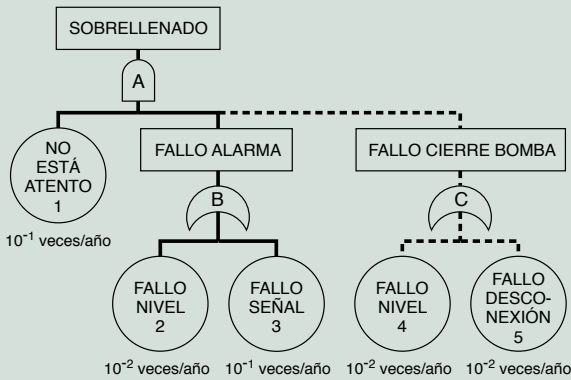 SOBRELLENADO
A
NO
ESTÁ
ATENTO
1
10⁻¹ veces/año
FALLO ALARMA
B
FALLO
NIVEL
2
10⁻² veces/año
FALLO
SEÑAL
3
10⁻¹ veces/año
FALLO CIERRE BOMBA
C
FALLO
NIVEL
4
10⁻² veces/año
FALLO
DESCO-
NEXIÓN
5
10⁻² veces/año